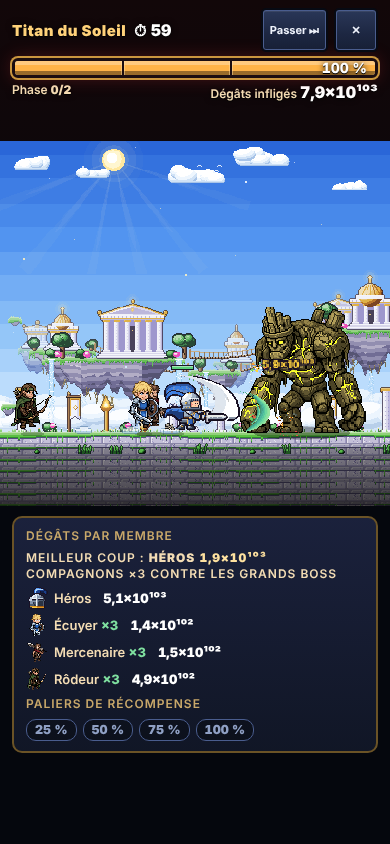 Titan du Soleil ⏱ 59
Passer ⏭
×
100 %
Phase 0/2
Dégâts infligés 7,9×10¹⁰³
DÉGÂTS PAR MEMBRE
MEILLEUR COUP : HÉROS 1,9×10¹⁰³
COMPAGNONS ×3 CONTRE LES GRANDS BOSS
Héros 5,1×10¹⁰³
Écuyer ×3 1,4×10¹⁰²
Mercenaire ×3 1,5×10¹⁰²
Rôdeur ×3 4,9×10¹⁰²
PALIERS DE RÉCOMPENSE
25 % 50 % 75 % 100 %